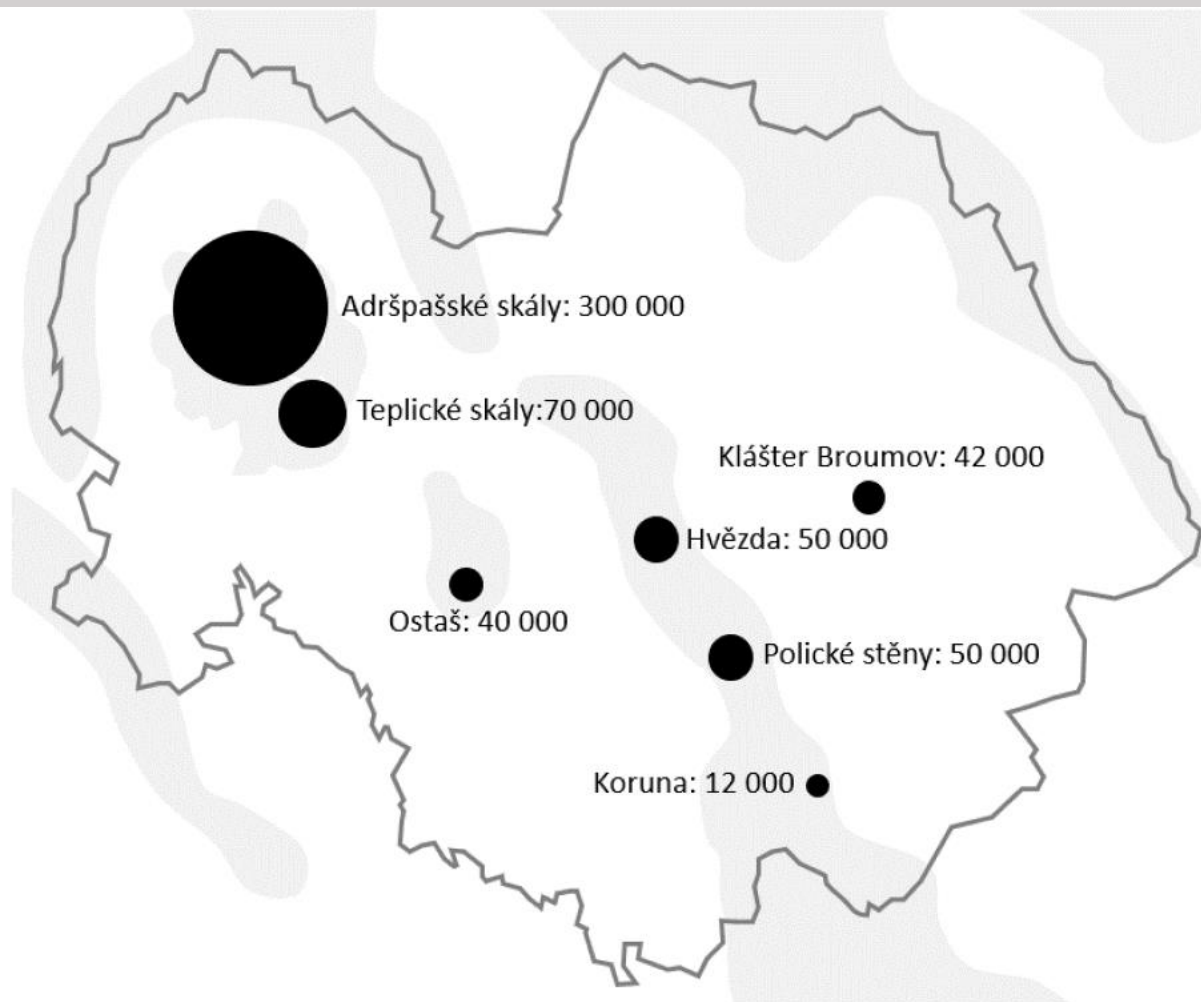 Adršpašské skály: 300 000
Teplické skály:70 000
Klášter Broumov: 42 000
Hvězda: 50 000
Ostaš: 40 000
Polické stěny: 50 000
Koruna: 12 000